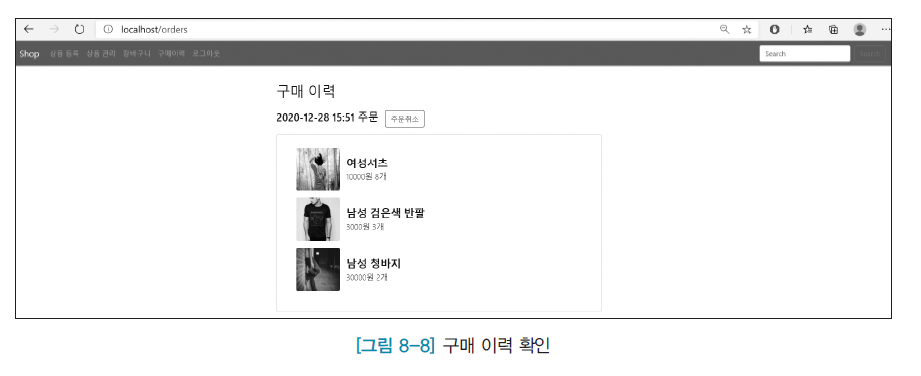 localhost/orders
Shop 상품 등록 상품 관리 장바구니 구매이력 로그아웃 Search Search
구매 이력
2020-12-28 15:51 주문 주문취소
여성셔츠
10000원 8개
남성 검은색 반팔
3000원 3개
남성 청바지
30000원 2개
[그림 8-8] 구매 이력 확인